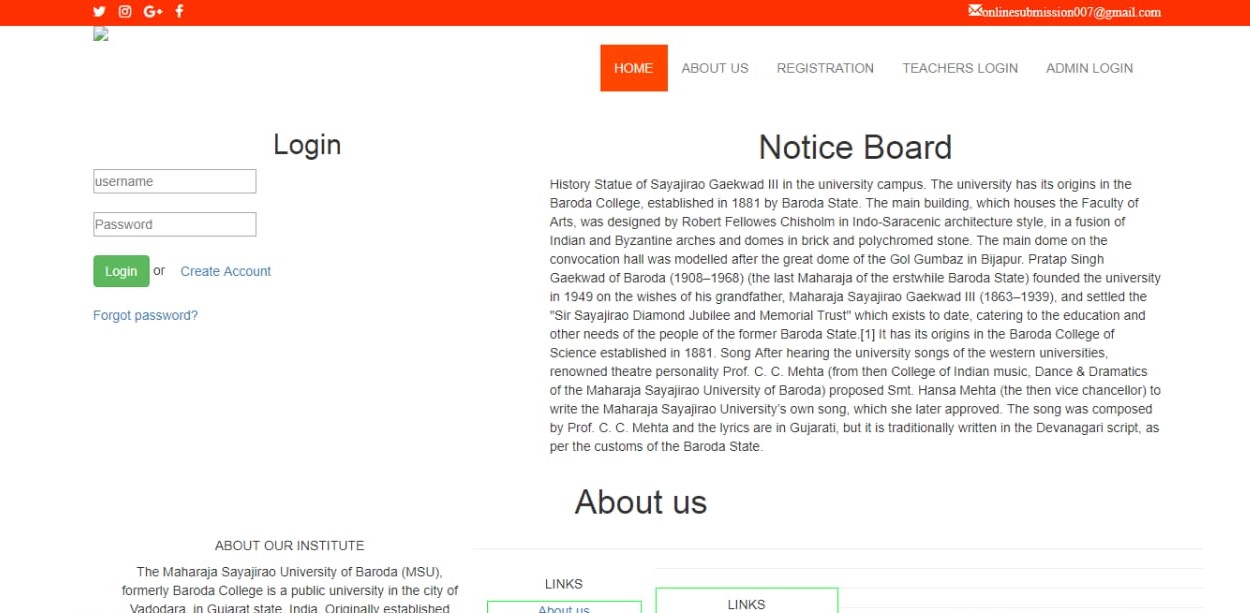 onlinesubmission007@gmail.com
HOME ABOUT US REGISTRATION TEACHERS LOGIN ADMIN LOGIN
Login
username
Password
Login or Create Account
Forgot password?
Notice Board
History Statue of Sayajirao Gaekwad III in the university campus. The university has its origins in the
Baroda College, established in 1881 by Baroda State. The main building, which houses the Faculty of
Arts, was designed by Robert Fellowes Chisholm in Indo-Saracenic architecture style, in a fusion of
Indian and Byzantine arches and domes in brick and polychromed stone. The main dome on the
convocation hall was modelled after the great dome of the Gol Gumbaz in Bijapur. Pratap Singh
Gaekwad of Baroda (1908–1968) (the last Maharaja of the erstwhile Baroda State) founded the university
in 1949 on the wishes of his grandfather, Maharaja Sayajirao Gaekwad III (1863–1939), and settled the
"Sir Sayajirao Diamond Jubilee and Memorial Trust" which exists to date, catering to the education and
other needs of the people of the former Baroda State.[1] It has its origins in the Baroda College of
Science established in 1881. Song After hearing the university songs of the western universities,
renowned theatre personality Prof. C. C. Mehta (from then College of Indian music, Dance & Dramatics
of the Maharaja Sayajirao University of Baroda) proposed Smt. Hansa Mehta (the then vice chancellor) to
write the Maharaja Sayajirao University's own song, which she later approved. The song was composed
by Prof. C. C. Mehta and the lyrics are in Gujarati, but it is traditionally written in the Devanagari script, as
per the customs of the Baroda State.
About us
ABOUT OUR INSTITUTE
The Maharaja Sayajirao University of Baroda (MSU),
formerly Baroda College is a public university in the city of
Vadodara, in Gujarat state, India. Originally established
LINKS
About us
LINKS